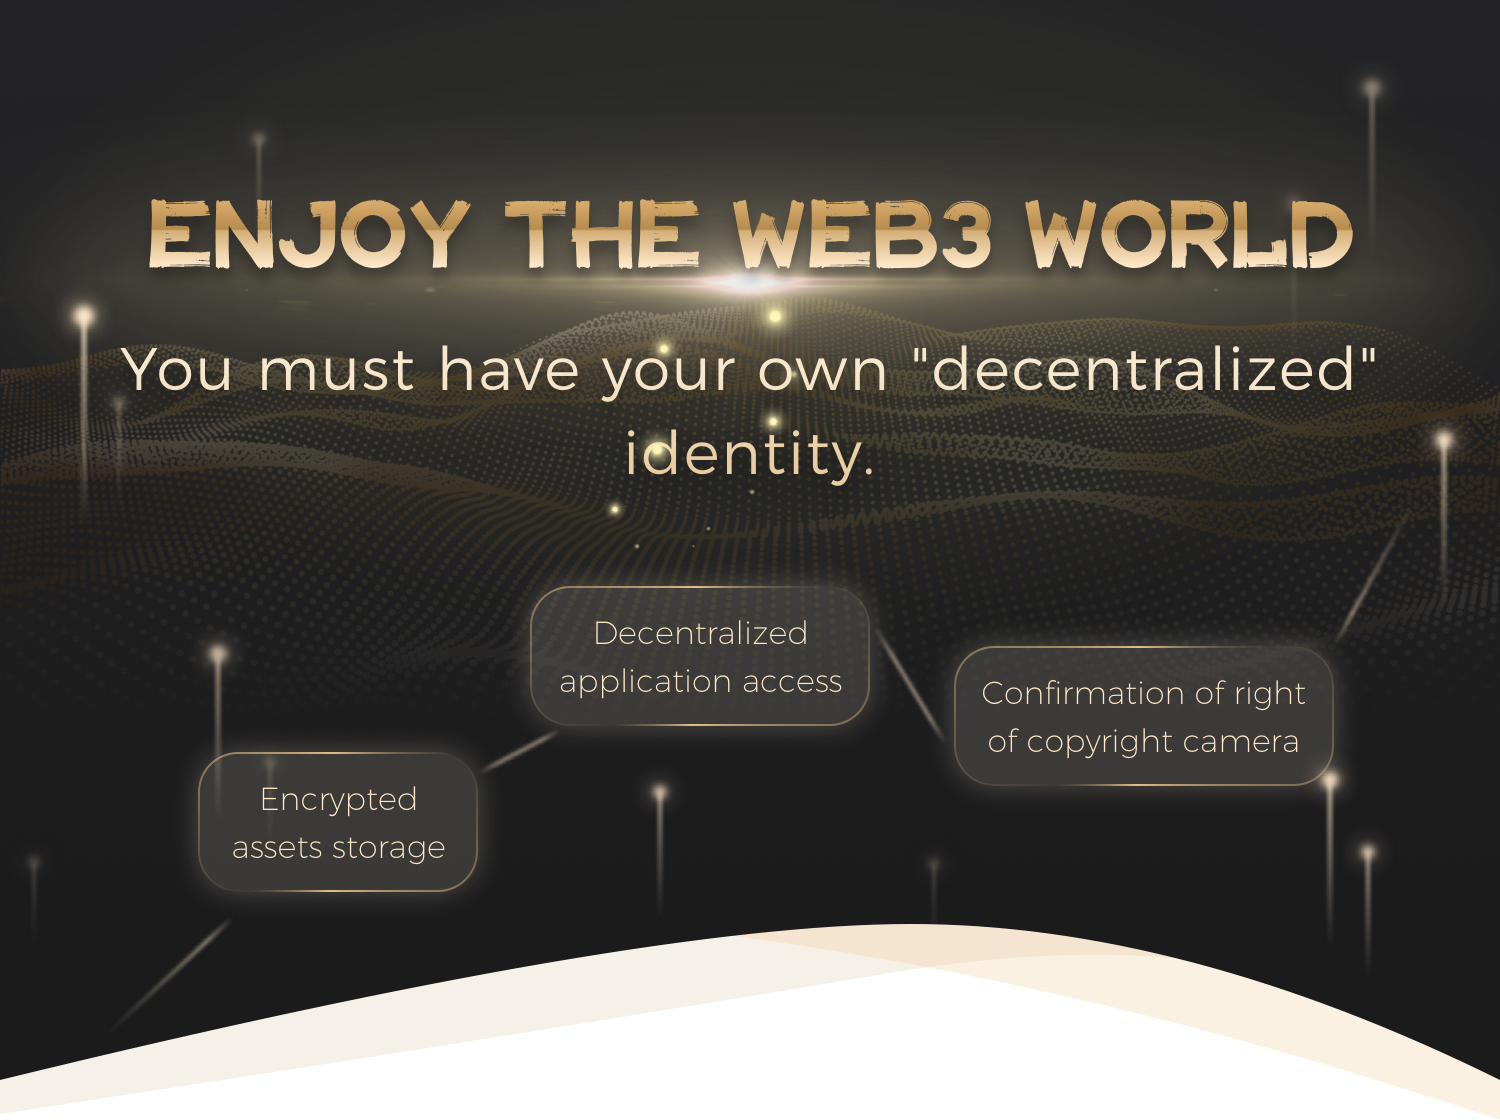 ENJOY THE WEB3 WORLD
You must have your own "decentralized"
identity.
Decentralized
application access
Confirmation of right
of copyright camera
Encrypted
assets storage